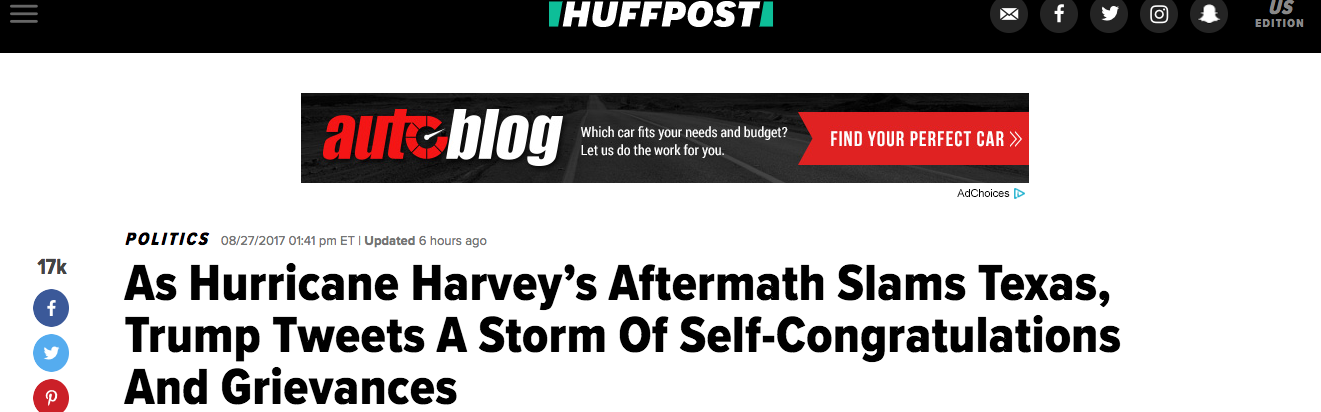 HUFFPOST
US
EDITION
autoblog
Which car fits your needs and budget?
Let us do the work for you.
FIND YOUR PERFECT CAR »
AdChoices
POLITICS 08/27/2017 01:41 pm ET | Updated 6 hours ago
17k
As Hurricane Harvey’s Aftermath Slams Texas,
Trump Tweets A Storm Of Self-Congratulations
And Grievances